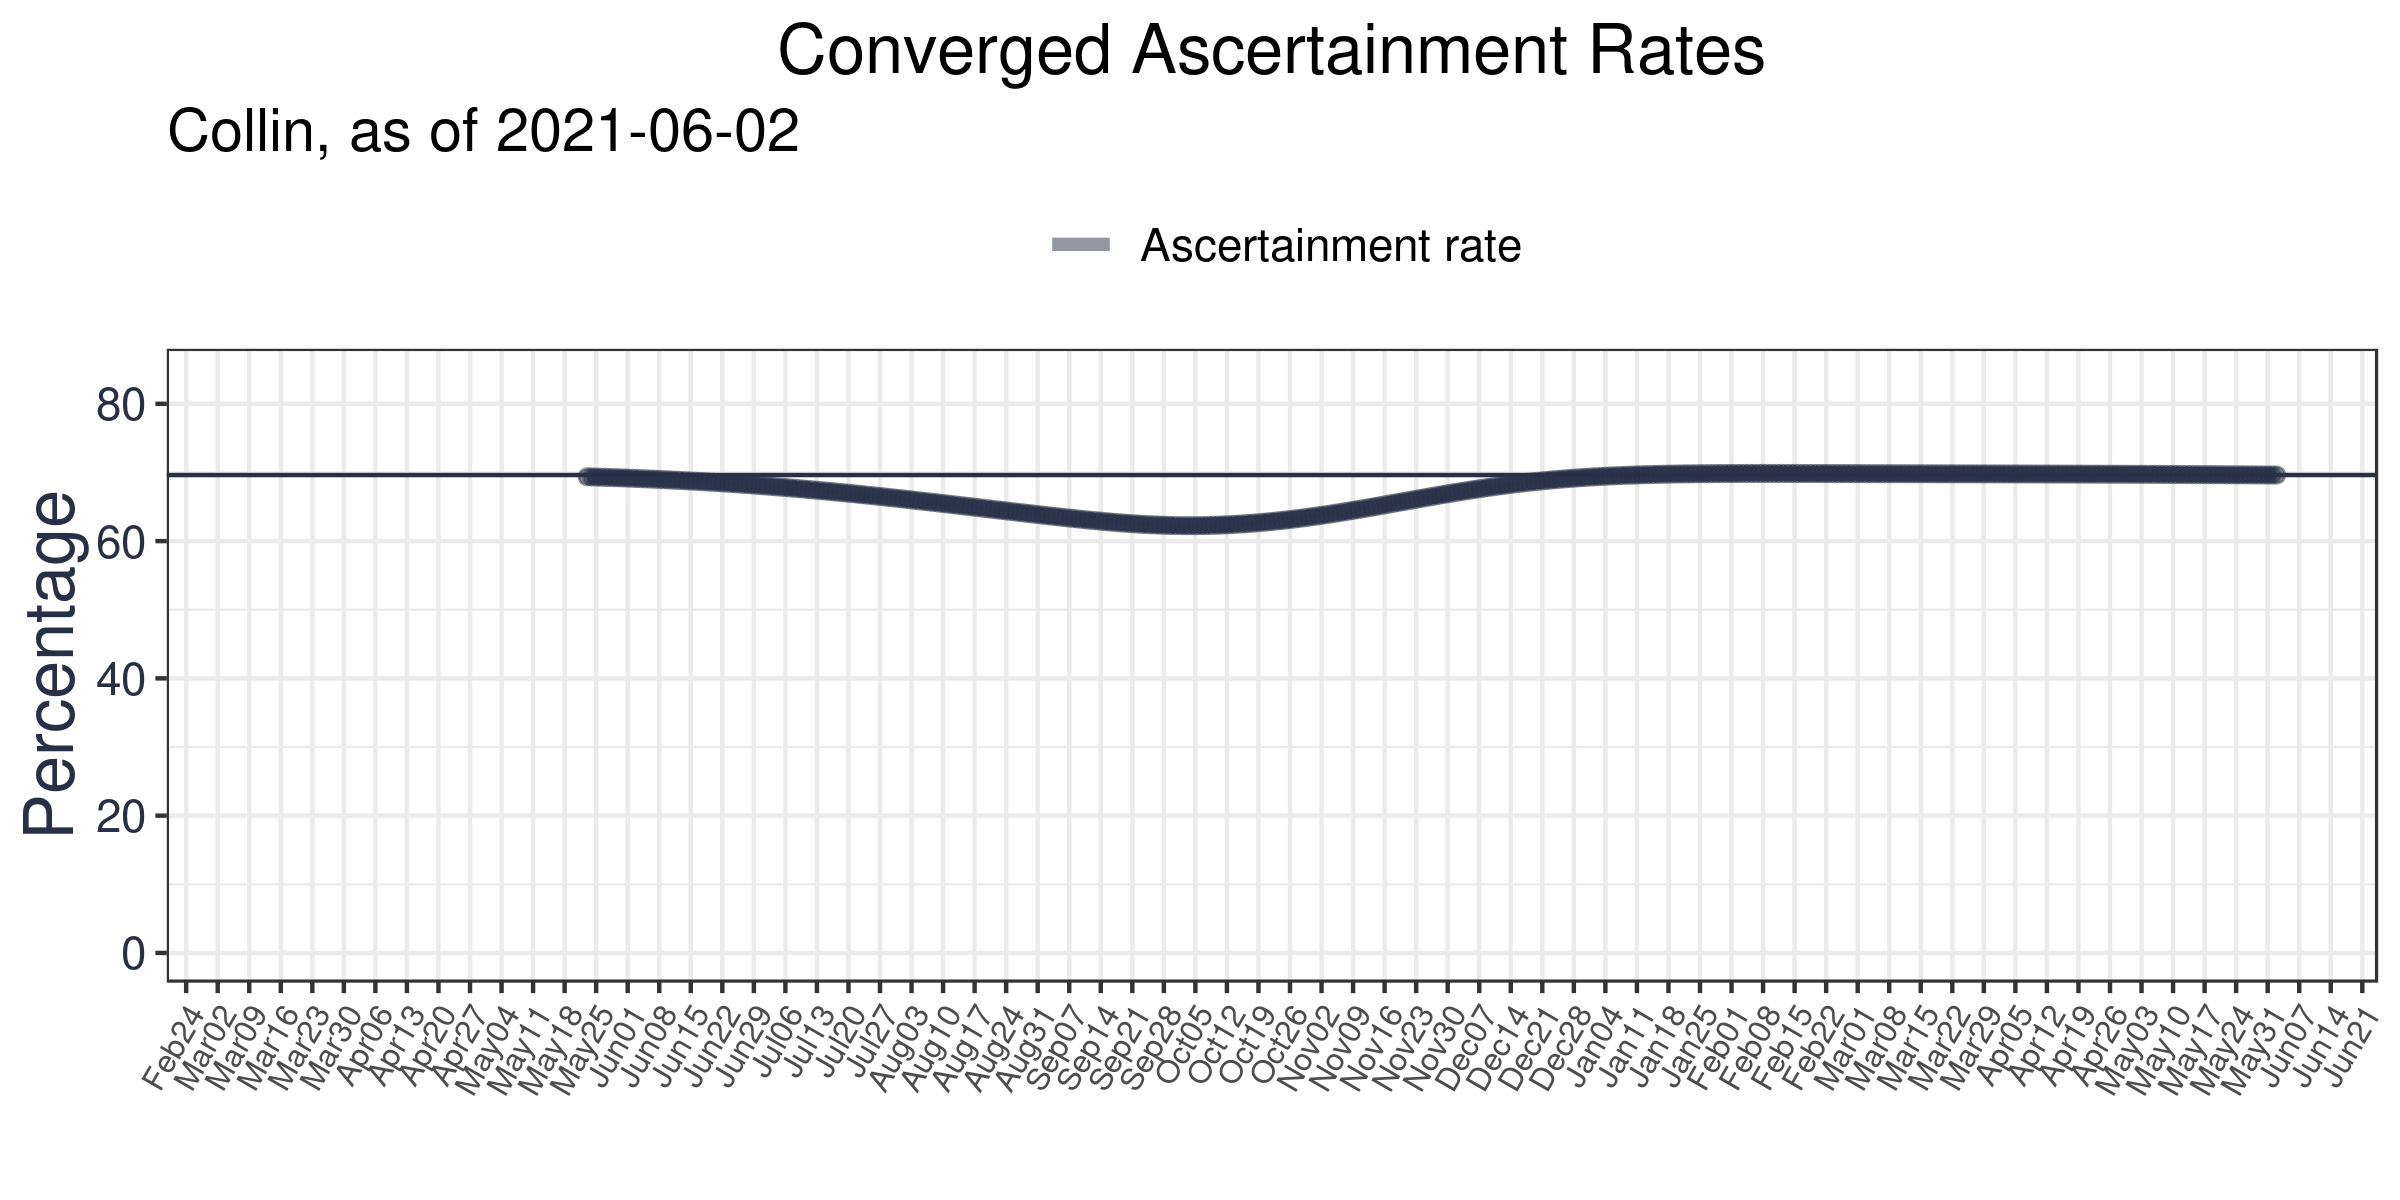 Converged Ascertainment Rates
Collin, as of 2021-06-02
Ascertainment rate
Percentage
80
60
40
20
0
Feb24
Mar02
Mar09
Mar16
Mar23
Mar30
Apr06
Apr13
Apr20
Apr27
May04
May11
May18
May25
Jun01
Jun08
Jun15
Jun22
Jun29
Jul06
Jul13
Jul20
Jul27
Aug03
Aug10
Aug17
Aug24
Aug31
Sep07
Sep14
Sep21
Sep28
Oct05
Oct12
Oct19
Oct26
Nov02
Nov09
Nov16
Nov23
Nov30
Dec07
Dec14
Dec21
Dec28
Jan04
Jan11
Jan18
Jan25
Feb01
Feb08
Feb15
Feb22
Mar01
Mar08
Mar15
Mar22
Mar29
Apr05
Apr12
Apr19
Apr26
May03
May10
May17
May24
May31
Jun07
Jun14
Jun21